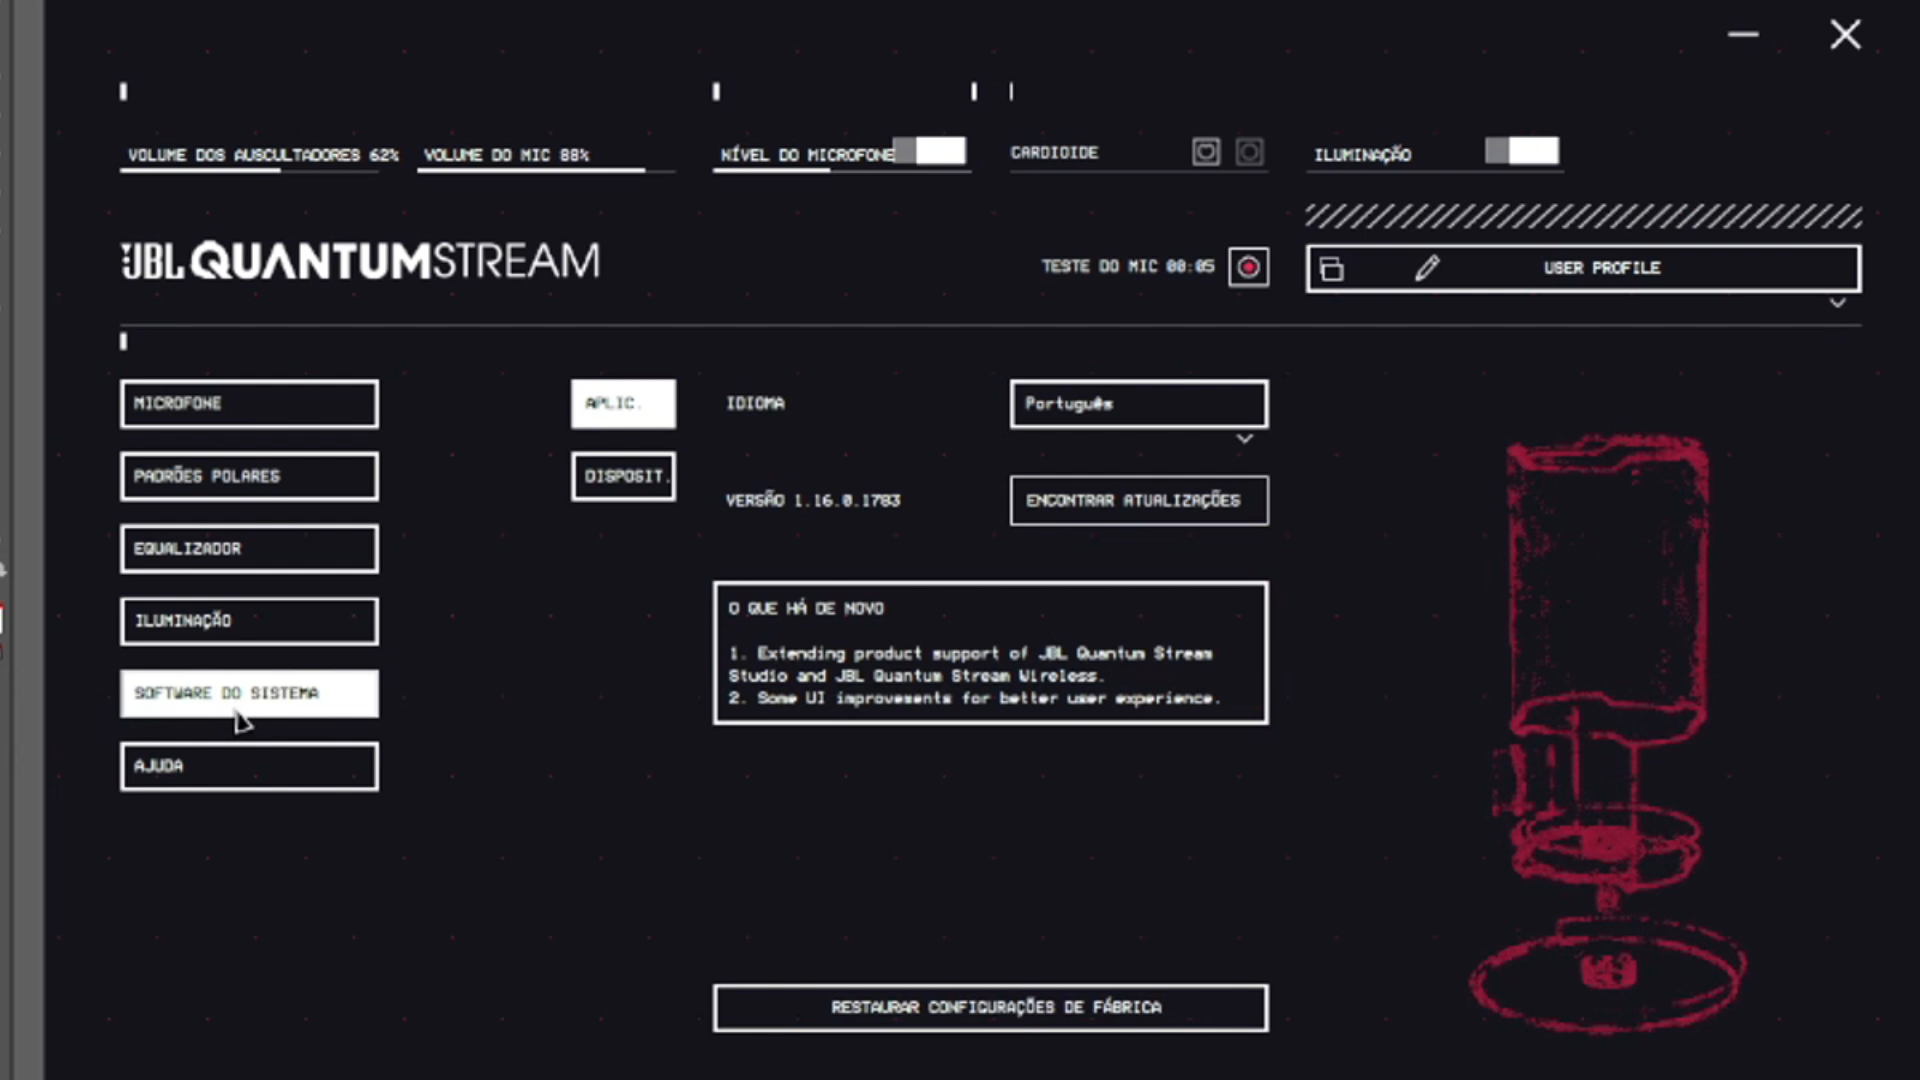 VOLUME DOS AUSCULTADORES 62%
VOLUME DO MIC 88%
NÍVEL DO MICROFONE
CARDIOIDE
ILUMINAÇÃO
JBL QUANTUMSTREAM
TESTE DO MIC 00:05
USER PROFILE
MICROFONE
PADRÕES POLARES
EQUALIZADOR
ILUMINAÇÃO
SOFTWARE DO SISTEMA
AJUDA
APLIC.
DISPOSIT.
IDIOMA
Português
VERSÃO 1.16.0.1783
ENCONTRAR ATUALIZAÇÕES
O QUE HÁ DE NOVO
1. Extending product support of JBL Quantum Stream
Studio and JBL Quantum Stream Wireless.
2. Some UI improvements for better user experience.
RESTAURAR CONFIGURAÇÕES DE FÁBRICA